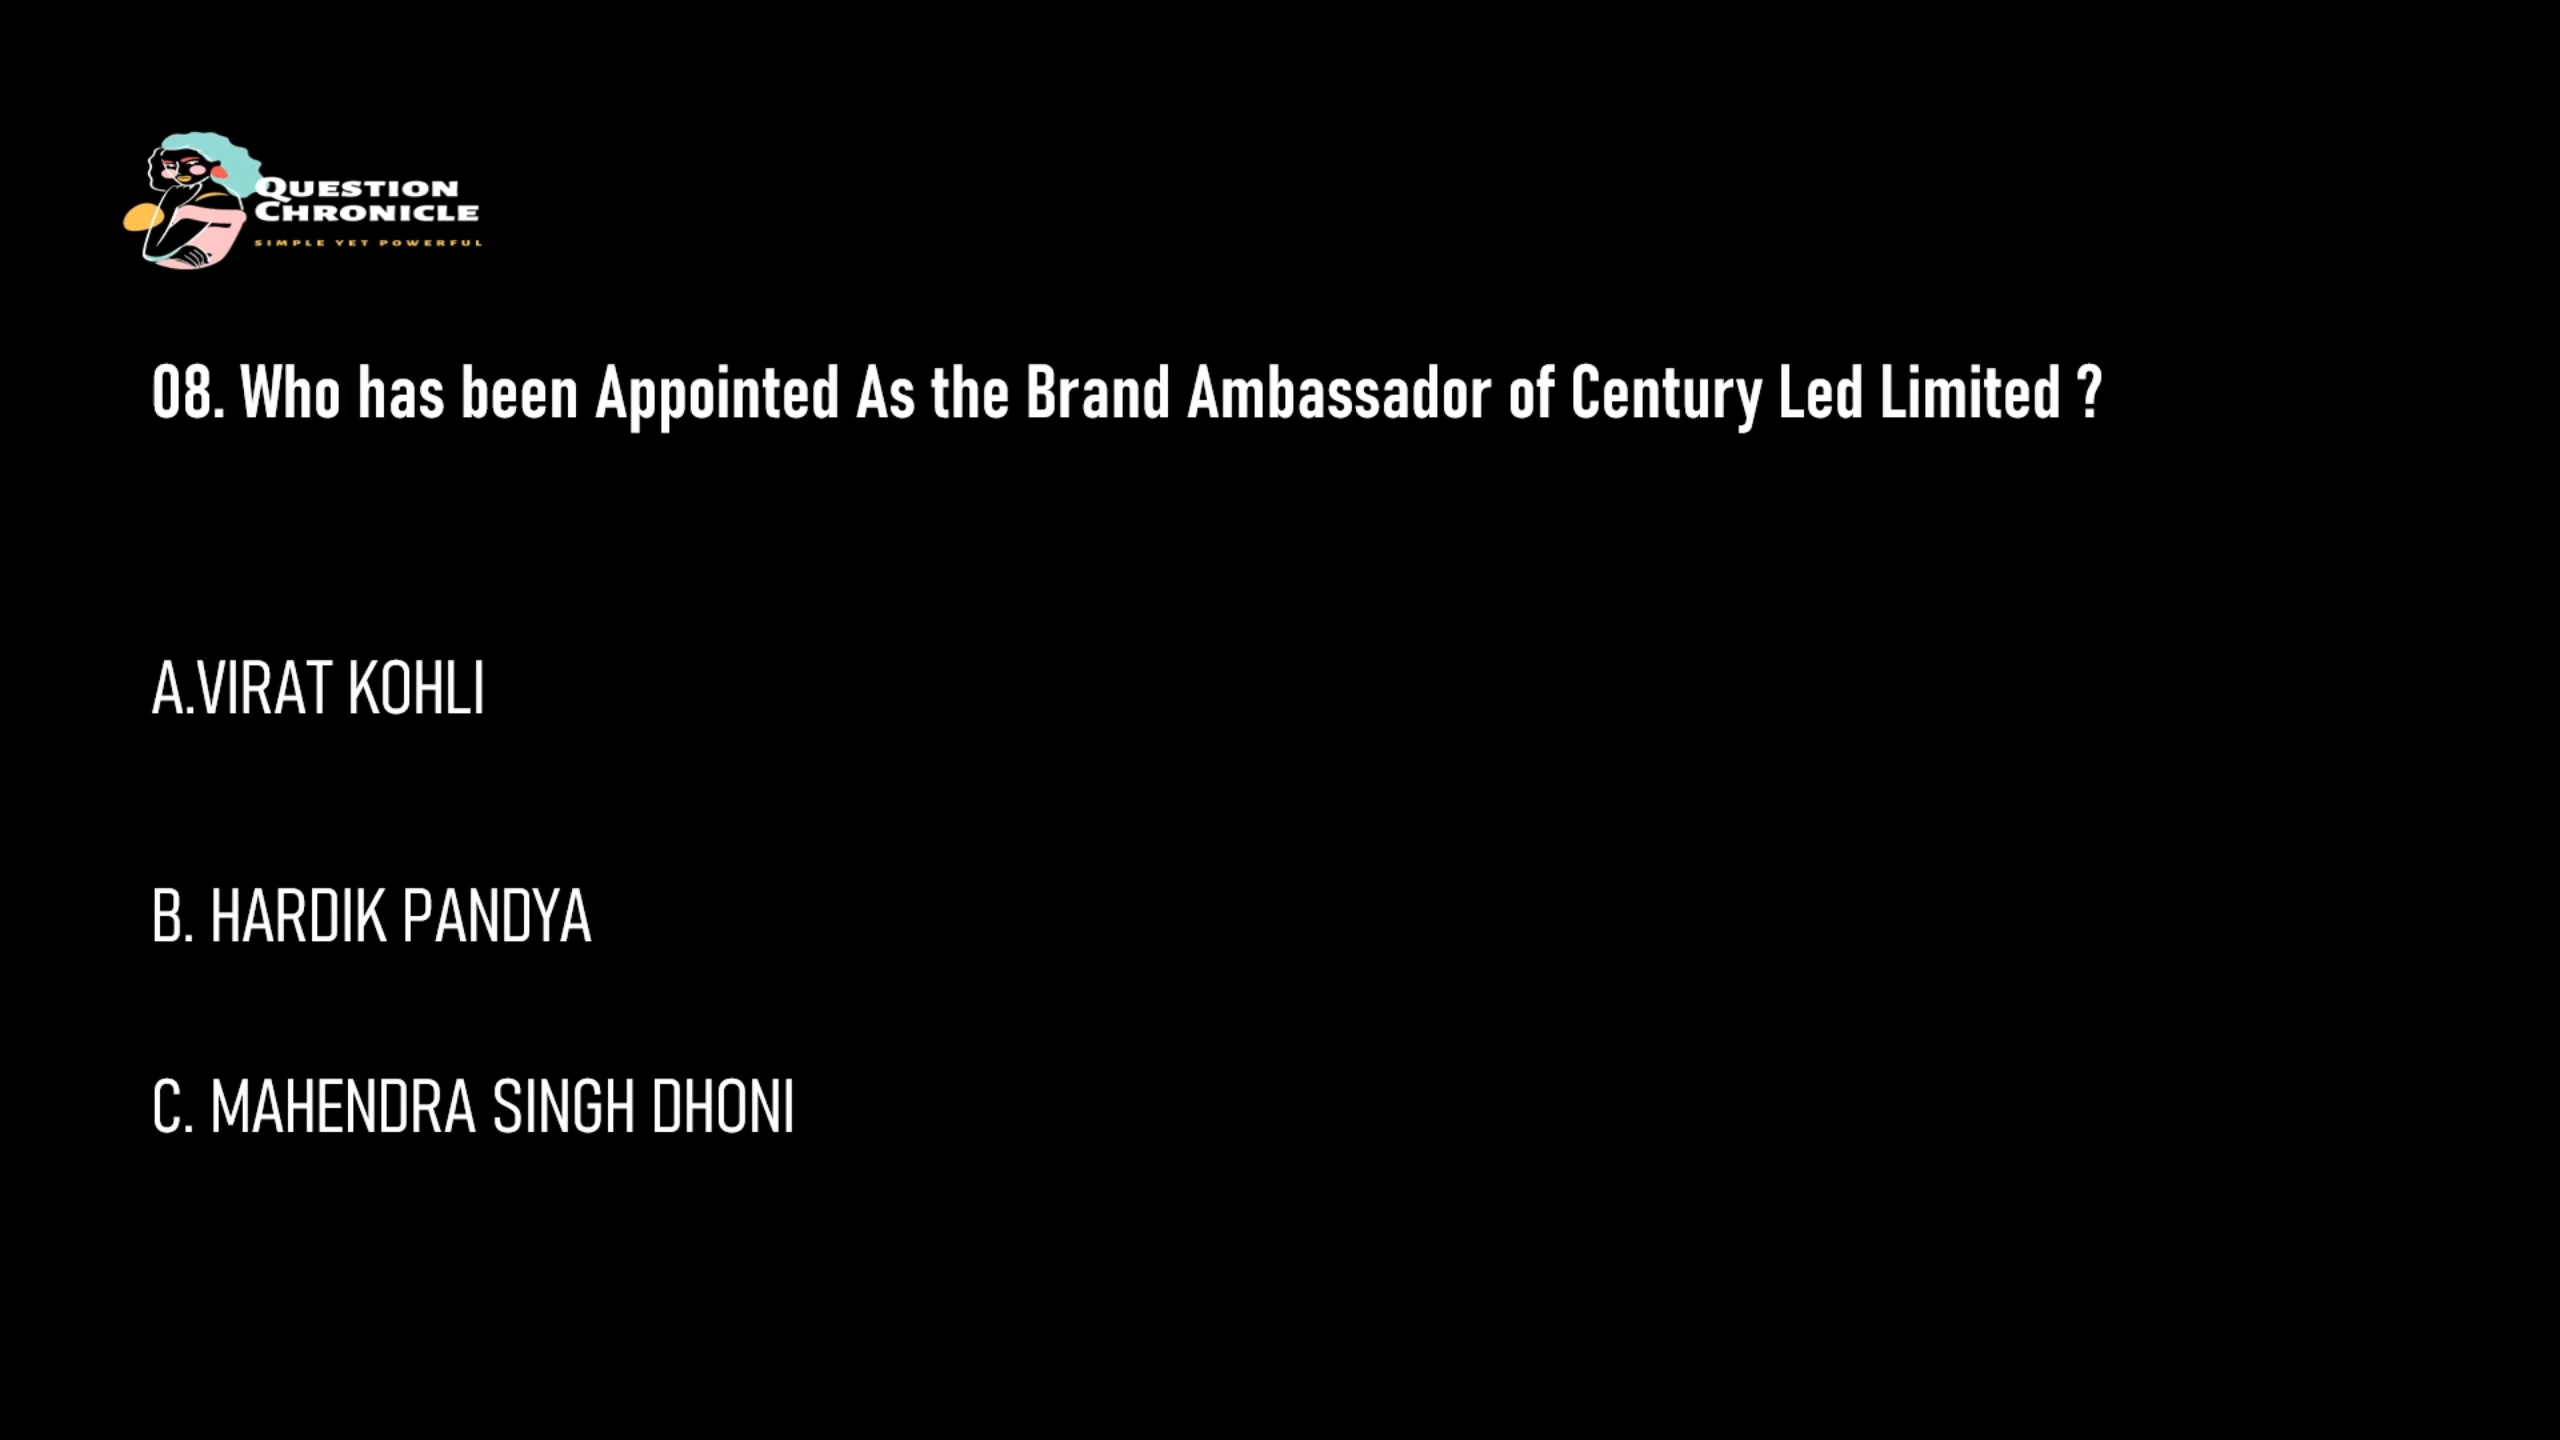 QUESTION
CHRONICLE
SIMPLE YET POWERFUL
08. Who has been Appointed As the Brand Ambassador of Century Led Limited ?
A.VIRAT KOHLI
B. HARDIK PANDYA
C. MAHENDRA SINGH DHONI